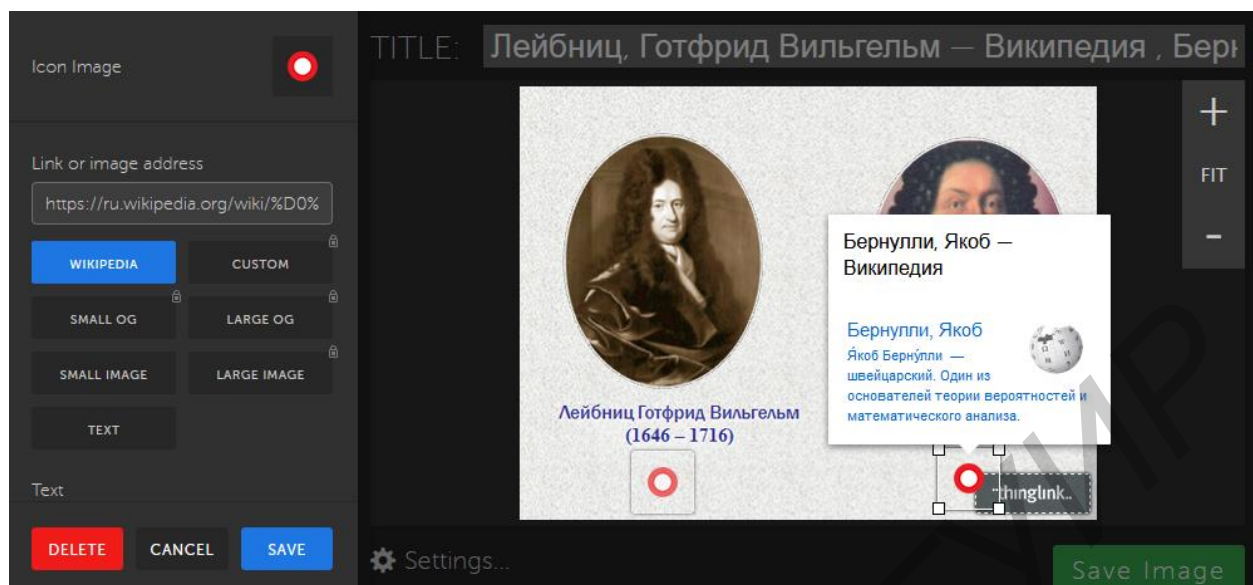 Icon Image
Link or image address
https://ru.wikipedia.org/wiki/%D0%
WIKIPEDIA
CUSTOM
SMALL OG
LARGE OG
SMALL IMAGE
LARGE IMAGE
TEXT
Text
DELETE
CANCEL
SAVE
TITLE:
Лейбниц, Готфрид Вильгельм — Википедия , Берн
+
FIT
-
Лейбниц Готфрид Вильгельм
(1646 – 1716)
Бернулли, Якоб —
Википедия
Бернулли, Якоб
Я́коб Берну́лли —
швейцарский. Один из
основателей теории вероятностей и
математического анализа.
thinglink..
Settings...
Save Image